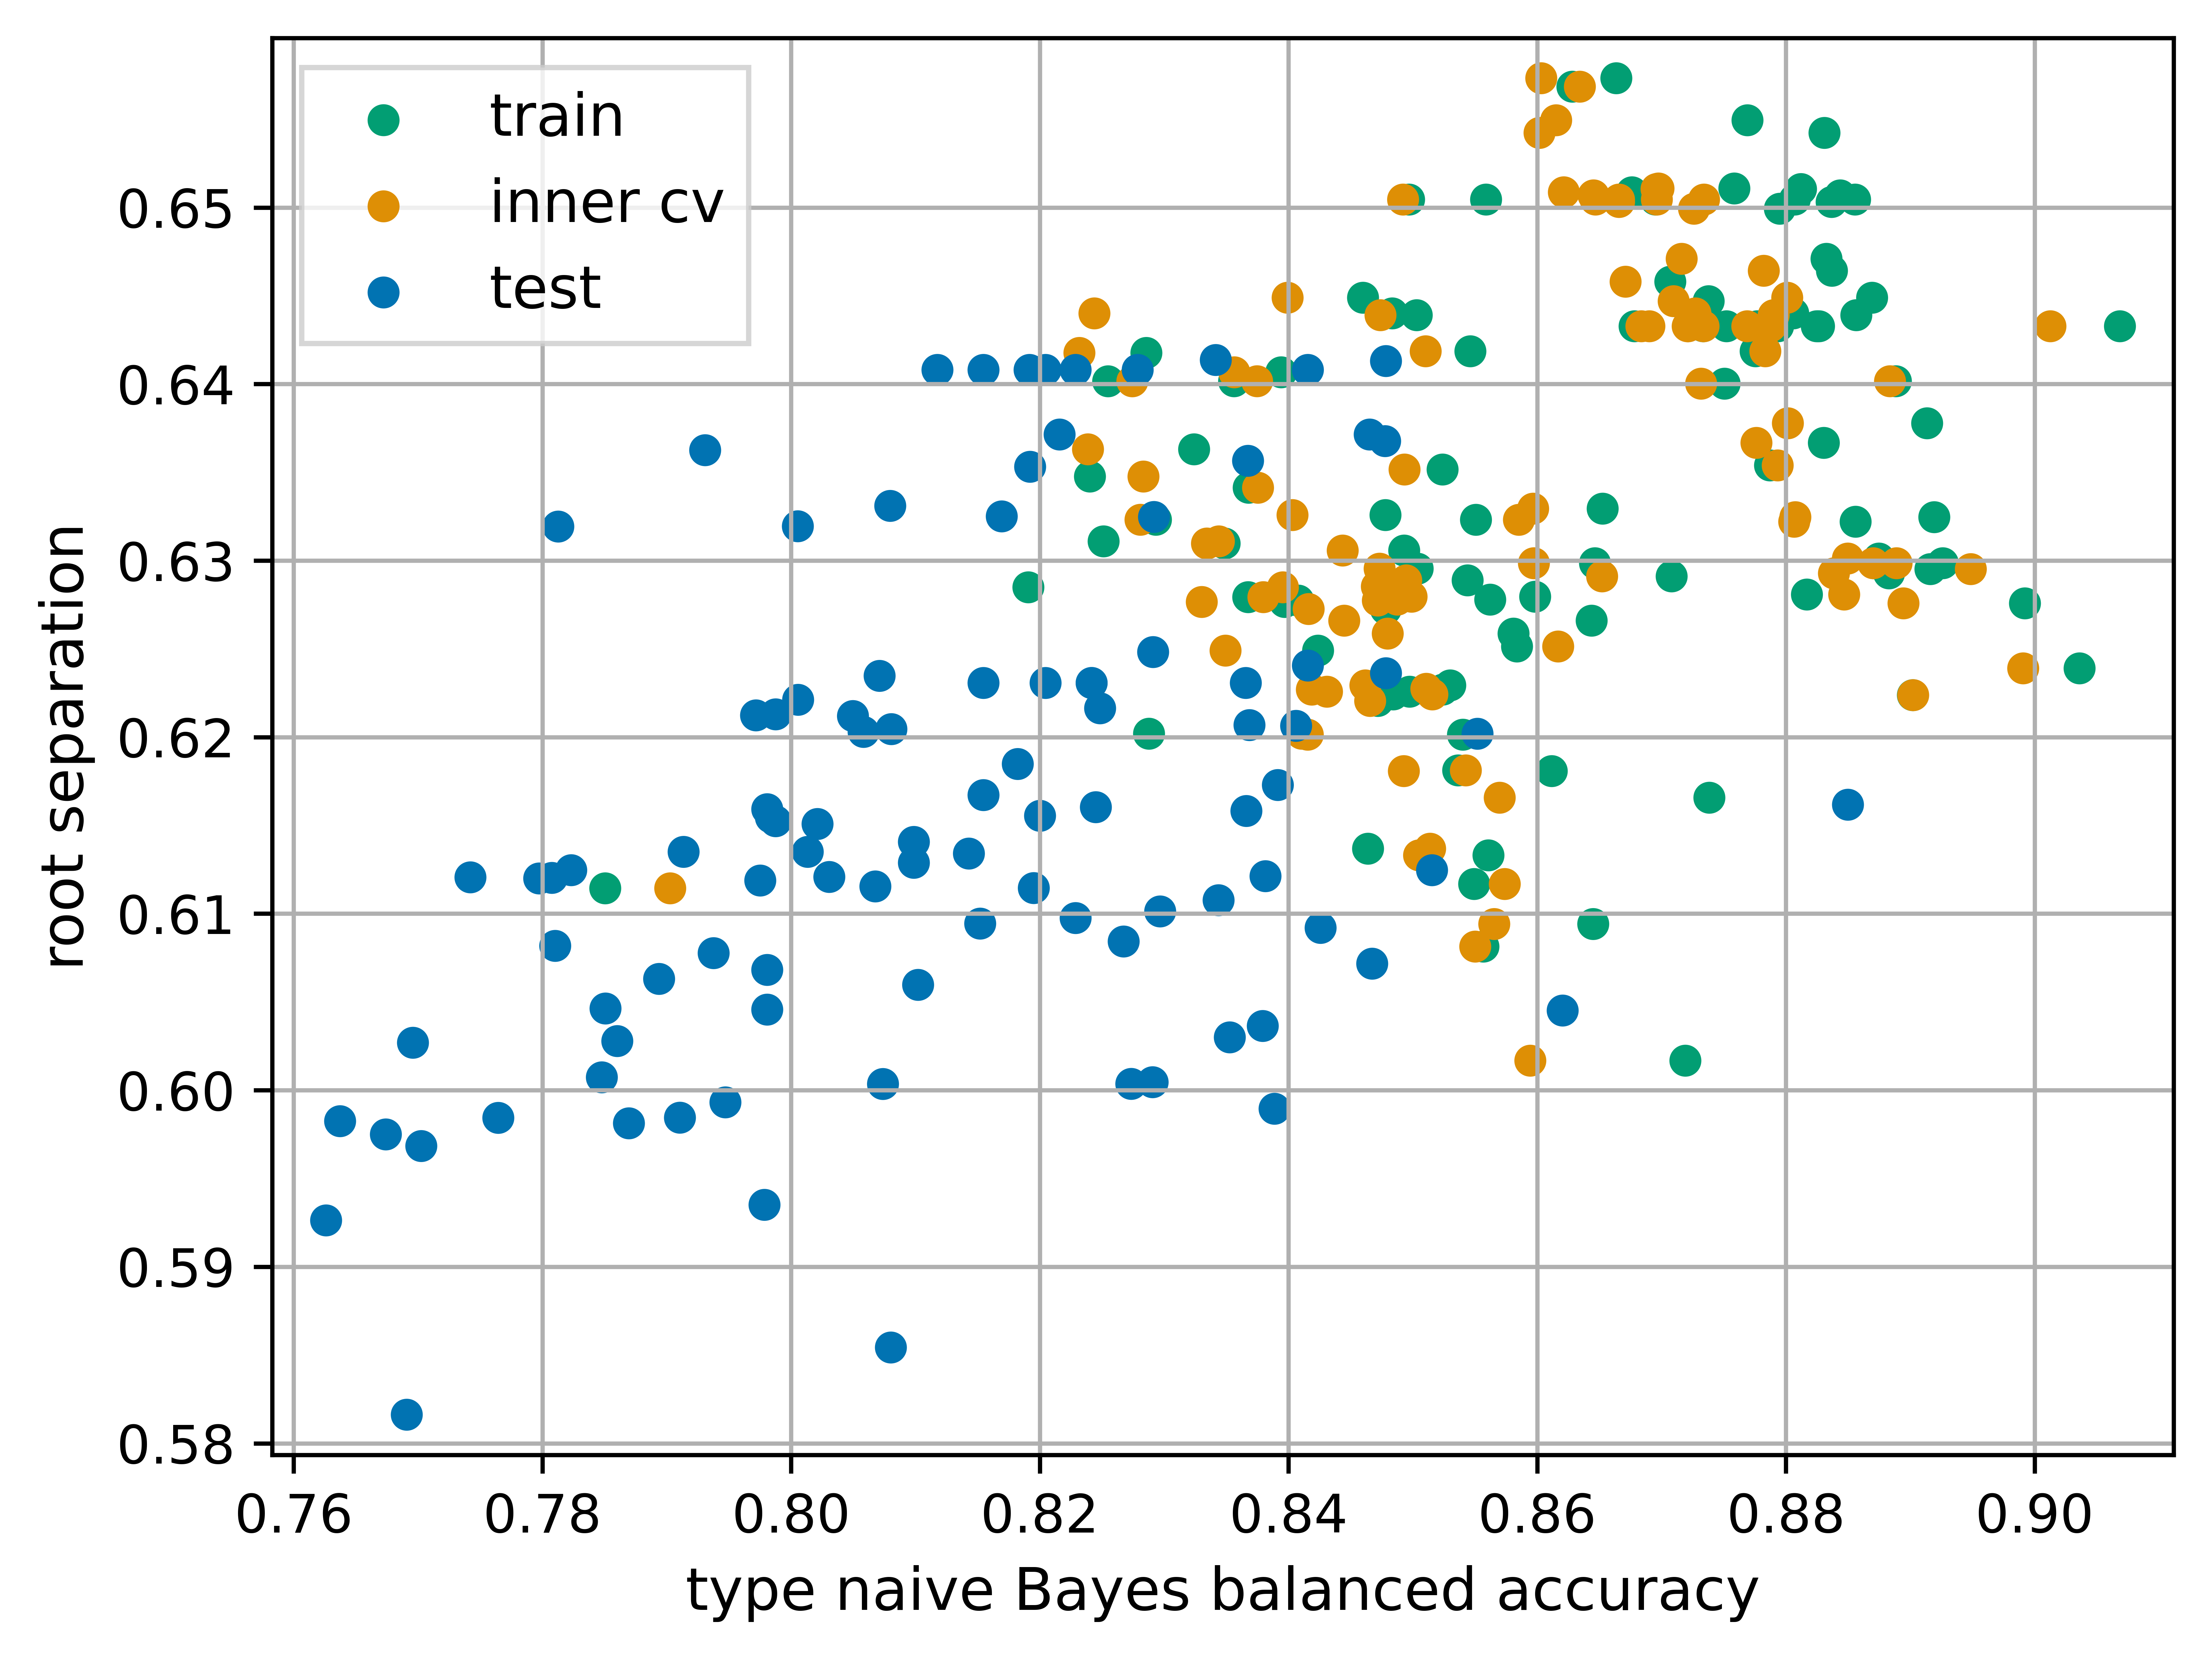 train
inner cv
test
root separation
0.65
0.64
0.63
0.62
0.61
0.60
0.59
0.58
0.76 0.78 0.80 0.82 0.84 0.86 0.88 0.90
type naive Bayes balanced accuracy